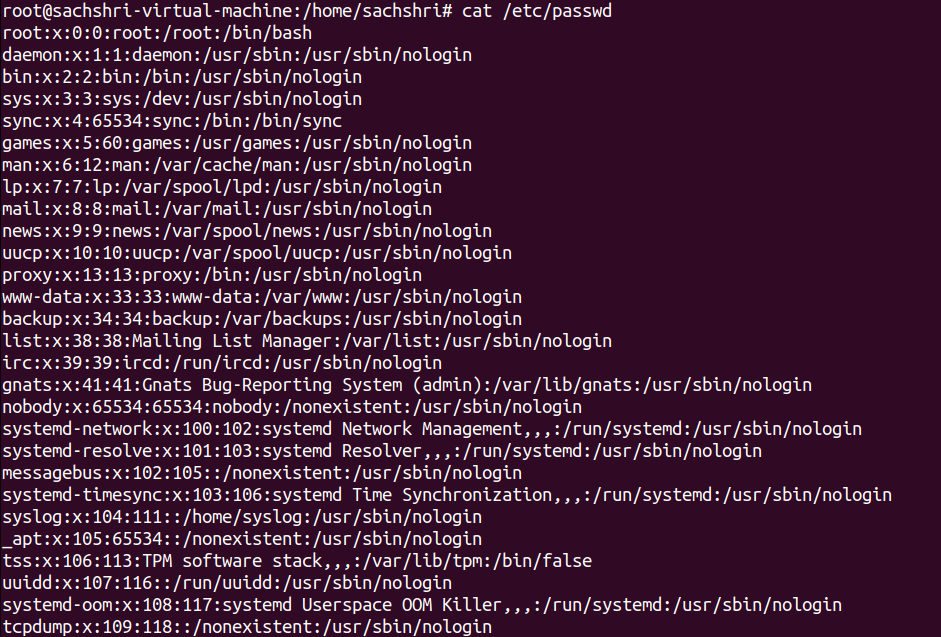 root@sachshri-virtual-machine:/home/sachshri# cat /etc/passwd
root:x:0:0:root:/root:/bin/bash
daemon:x:1:1:daemon:/usr/sbin:/usr/sbin/nologin
bin:x:2:2:bin:/bin:/usr/sbin/nologin
sys:x:3:3:sys:/dev:/usr/sbin/nologin
sync:x:4:65534:sync:/bin:/bin/sync
games:x:5:60:games:/usr/games:/usr/sbin/nologin
man:x:6:12:man:/var/cache/man:/usr/sbin/nologin
lp:x:7:7:lp:/var/spool/lpd:/usr/sbin/nologin
mail:x:8:8:mail:/var/mail:/usr/sbin/nologin
news:x:9:9:news:/var/spool/news:/usr/sbin/nologin
uucp:x:10:10:uucp:/var/spool/uucp:/usr/sbin/nologin
proxy:x:13:13:proxy:/bin:/usr/sbin/nologin
www-data:x:33:33:www-data:/var/www:/usr/sbin/nologin
backup:x:34:34:backup:/var/backups:/usr/sbin/nologin
list:x:38:38:Mailing List Manager:/var/list:/usr/sbin/nologin
irc:x:39:39:ircd:/run/ircd:/usr/sbin/nologin
gnats:x:41:41:Gnats Bug-Reporting System (admin):/var/lib/gnats:/usr/sbin/nologin
nobody:x:65534:65534:nobody:/nonexistent:/usr/sbin/nologin
systemd-network:x:100:102:systemd Network Management,,,:/run/systemd:/usr/sbin/nologin
systemd-resolve:x:101:103:systemd Resolver,,,:/run/systemd:/usr/sbin/nologin
messagebus:x:102:105::/nonexistent:/usr/sbin/nologin
systemd-timesync:x:103:106:systemd Time Synchronization,,,:/run/systemd:/usr/sbin/nologin
syslog:x:104:111::/home/syslog:/usr/sbin/nologin
_apt:x:105:65534::/nonexistent:/usr/sbin/nologin
tss:x:106:113:TPM software stack,,,:/var/lib/tpm:/bin/false
uuidd:x:107:116::/run/uuidd:/usr/sbin/nologin
systemd-oom:x:108:117:systemd Userspace OOM Killer,,,:/run/systemd:/usr/sbin/nologin
tcpdump:x:109:118::/nonexistent:/usr/sbin/nologin